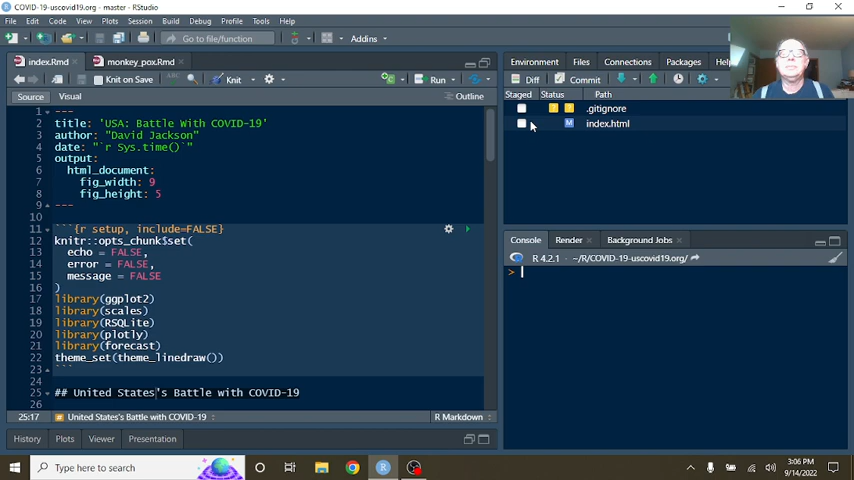 COVID-19-uscovid19.org - master - RStudio
File Edit Code View Plots Session Build Debug Profile Tools Help
Go to file/function Addins
index.Rmd monkey_pox.Rmd
Knit on Save ABC Knit Run
Source Visual Outline
1 ---
2 title: 'USA: Battle With COVID-19'
3 author: "David Jackson"
4 date: "`r Sys.time()`"
5 output:
6 html_document:
7 fig_width: 9
8 fig_height: 5
9 ---
10
11 ```{r setup, include=FALSE}
12 knitr::opts_chunk$set(
13 echo = FALSE,
14 error = FALSE,
15 message = FALSE
16 )
17 library(ggplot2)
18 library(scales)
19 library(RSQLite)
20 library(plotly)
21 library(forecast)
22 theme_set(theme_linedraw())
23 ```
24
25 ## United States's Battle with COVID-19
26
25:17 United States's Battle with COVID-19 R Markdown
History Plots Viewer Presentation
Environment Files Connections Packages
Diff Commit
Staged Status Path
? ? .gitignore
M index.html
Console Render Background Jobs
R 4.2.1 · ~/R/COVID-19-uscovid19.org/
>
Type here to search
R
3:06 PM
9/14/2022